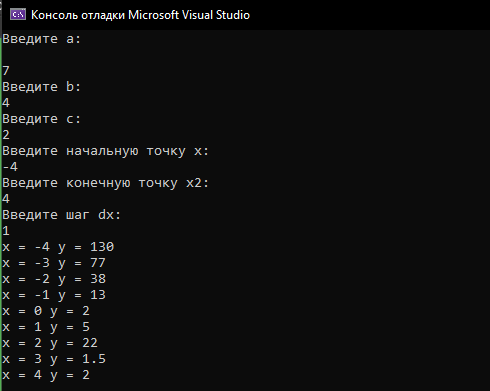 Консоль отладки Microsoft Visual Studio
Введите a:
7
Введите b:
4
Введите c:
2
Введите начальную точку x:
-4
Введите конечную точку x2:
4
Введите шаг dx:
1
x = -4 y = 130
x = -3 y = 77
x = -2 y = 38
x = -1 y = 13
x = 0 y = 2
x = 1 y = 5
x = 2 y = 22
x = 3 y = 1.5
x = 4 y = 2